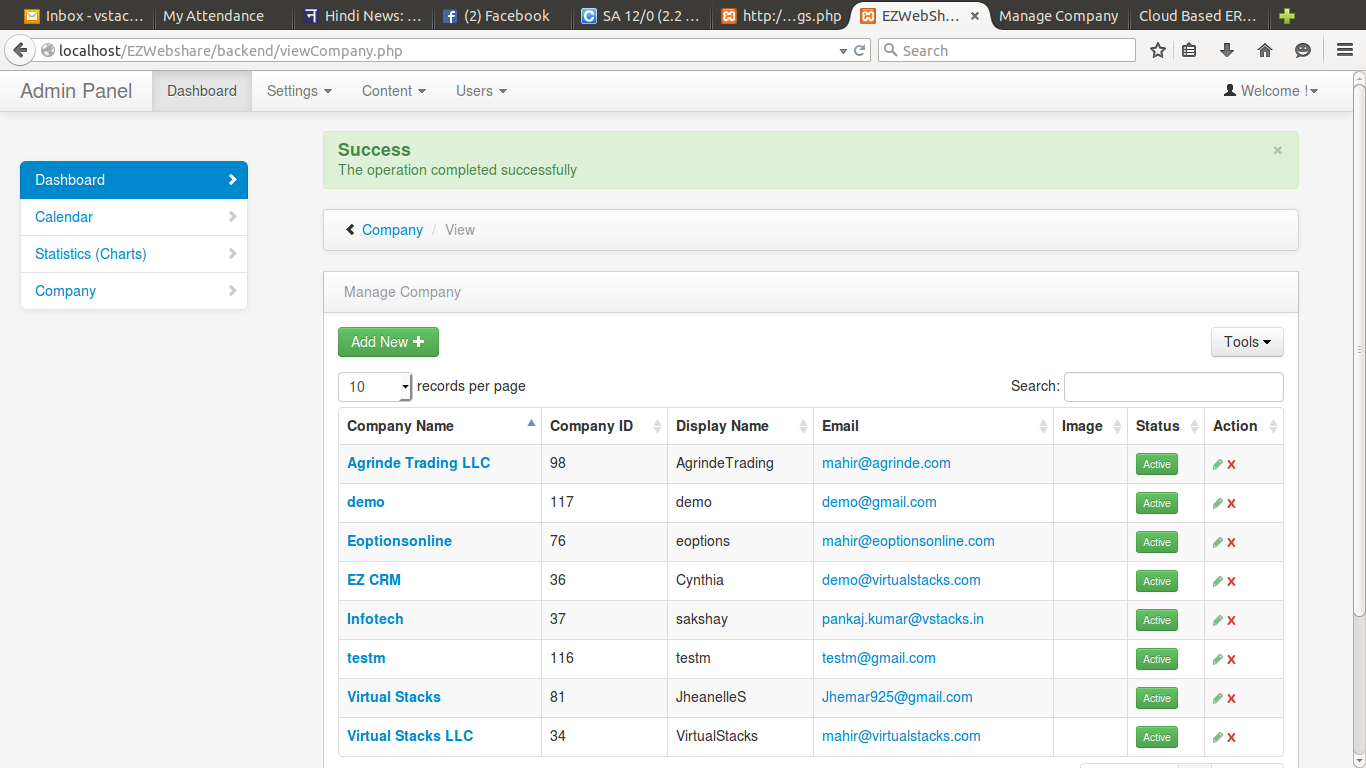 Inbox - vstac... My Attendance Hindi News: ... (2) Facebook SA 12/0 (2.2 ... http:/...gs.php EZWebSh... × Manage Company Cloud Based ER...
localhost/EZWebshare/backend/viewCompany.php Search
Admin Panel Dashboard Settings Content Users Welcome !
Success ×
The operation completed successfully
Dashboard
Calendar
Statistics (Charts)
Company
Company / View
Manage Company
Add New Tools
10 records per page Search:
Company Name Company ID Display Name Email Image Status Action
Agrinde Trading LLC 98 AgrindeTrading mahir@agrinde.com Active x
demo 117 demo demo@gmail.com Active x
Eoptionsonline 76 eoptions mahir@eoptionsonline.com Active x
EZ CRM 36 Cynthia demo@virtualstacks.com Active x
Infotech 37 sakshay pankaj.kumar@vstacks.in Active x
testm 116 testm testm@gmail.com Active x
Virtual Stacks 81 JheanelleS Jhemar925@gmail.com Active x
Virtual Stacks LLC 34 VirtualStacks mahir@virtualstacks.com Active x